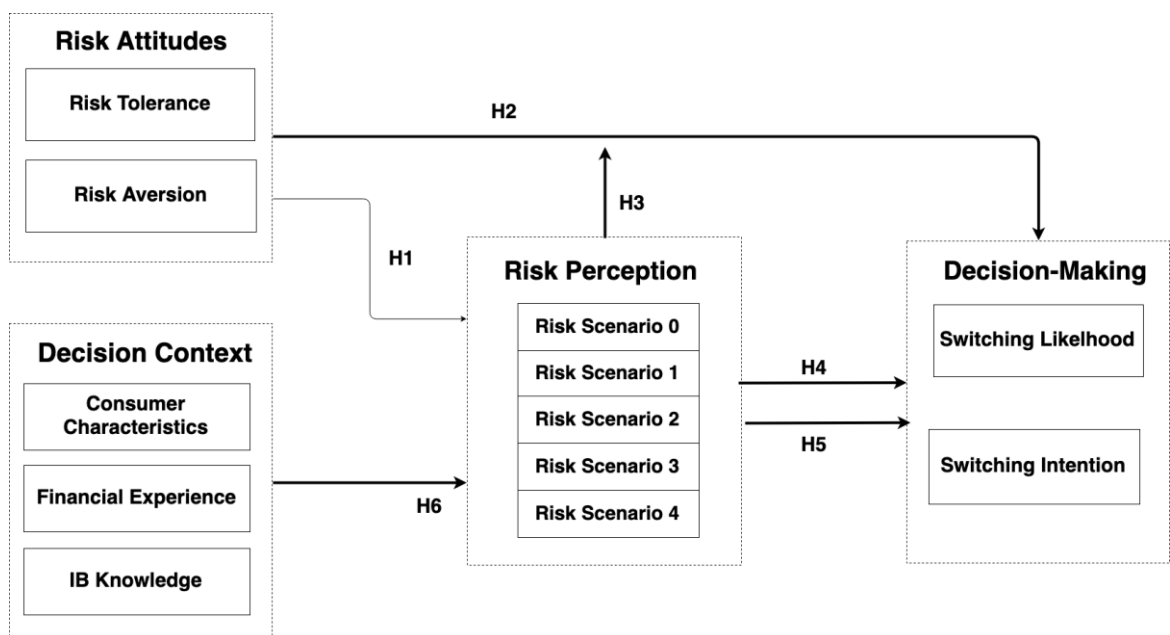 Risk Attitudes
Risk Tolerance
Risk Aversion
H2
H3
H1
Risk Perception
Risk Scenario 0
Risk Scenario 1
Risk Scenario 2
Risk Scenario 3
Risk Scenario 4
Decision Context
Consumer
Characteristics
Financial Experience
IB Knowledge
H6
H4
H5
Decision-Making
Switching Likelhood
Switching Intention